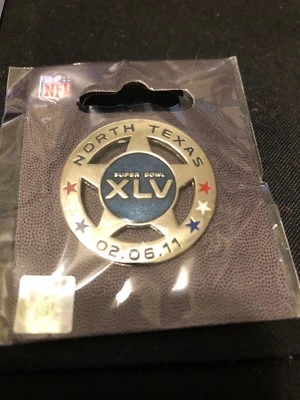 NFL
NORTH TEXAS
SUPER BOWL
XLV
02.06.11